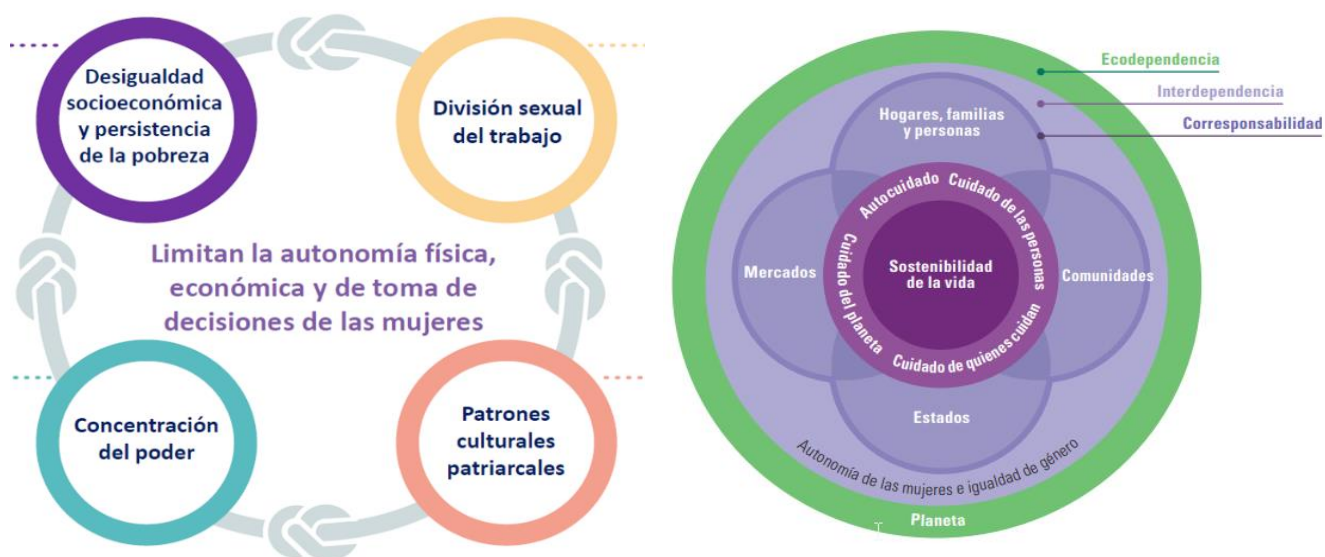 Desigualdad
socioeconómica
y persistencia
de la pobreza
División sexual
del trabajo
Limitan la autonomía física,
económica y de toma de
decisiones de las mujeres
Concentración
del poder
Patrones
culturales
patriarcales
Ecodependencia
Interdependencia
Corresponsabilidad
Hogares, familias
y personas
Autocuidado
Cuidado de las personas
Mercados
Sostenibilidad
de la vida
Comunidades
Cuidado del planeta
Cuidado de quienes cuidan
Estados
Autonomía de las mujeres e igualdad de género
Planeta